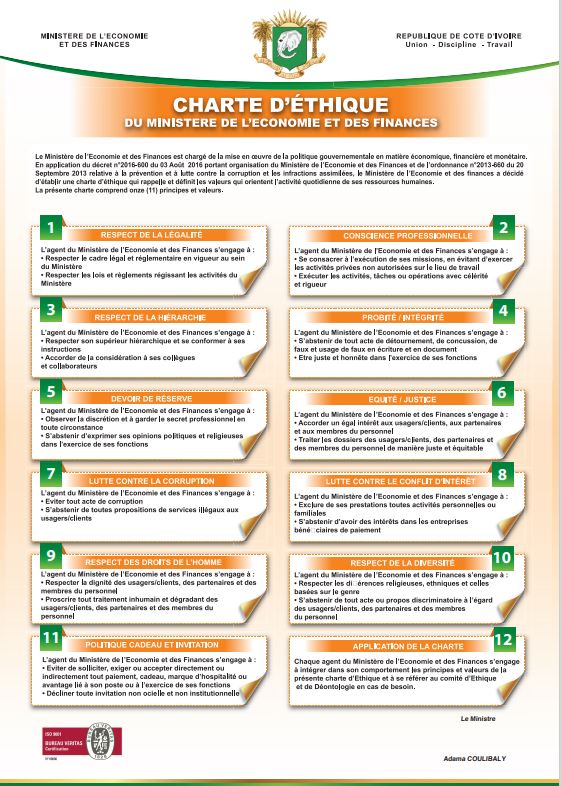 MINISTERE DE L'ECONOMIE
ET DES FINANCES
REPUBLIQUE DE COTE D'IVOIRE
Union - Discipline - Travail
CHARTE D'ÉTHIQUE
DU MINISTERE DE L'ECONOMIE ET DES FINANCES
Le Ministère de l'Economie et des Finances est chargé de la mise en œuvre de la politique gouvernementale en matière économique, financière et monétaire.
En application du décret n°2016-600 du 03 Août 2016 portant organisation du Ministère de l'Economie et des Finances et de l'ordonnance n°2013-660 du 20
Septembre 2013 relative à la prévention et à lutte contre la corruption et les infractions assimilées, le Ministère de l'Economie et des finances a décidé
d'établir une charte d'éthique qui rappelle et définit les valeurs qui orientent l'activité quotidienne de ses ressources humaines.
La présente charte comprend onze (11) principes et valeurs.
1
RESPECT DE LA LÉGALITÉ
L'agent du Ministère de l'Economie et des Finances s'engage à :
• Respecter le cadre légal et réglementaire en vigueur au sein
du Ministère
• Respecter les lois et règlements régissant les activités du
Ministère
2
CONSCIENCE PROFESSIONNELLE
L'agent du Ministère de l'Economie et des Finances s'engage à :
• Se consacrer à l'exécution de ses missions, en évitant d'exercer
les activités privées non autorisées sur le lieu de travail
• Exécuter les activités, tâches ou opérations avec célérité
et rigueur
3
RESPECT DE LA HIÉRARCHIE
L'agent du Ministère de l'Economie et des Finances s'engage à :
• Respecter son supérieur hiérarchique et se conformer à ses
instructions
• Accorder de la considération à ses collègues
et collaborateurs
4
PROBITÉ / INTÉGRITÉ
L'agent du Ministère de l'Economie et des Finances s'engage à :
• S'abstenir de tout acte de détournement, de concussion, de
faux et usage de faux en écriture et en document
• Etre juste et honnête dans l'exercice de ses fonctions
5
DEVOIR DE RÉSERVE
L'agent du Ministère de l'Economie et des Finances s'engage à :
• Observer la discrétion et à garder le secret professionnel en
toute circonstance
• S'abstenir d'exprimer ses opinions politiques et religieuses
dans l'exercice de ses fonctions
6
EQUITÉ / JUSTICE
L'agent du Ministère de l'Economie et des Finances s'engage à :
• Accorder un égal intérêt aux usagers/clients, aux partenaires
et aux membres du personnel
• Traiter les dossiers des usagers/clients, des partenaires et
des membres du personnel de manière juste et équitable
7
LUTTE CONTRE LA CORRUPTION
L'agent du Ministère de l'Economie et des Finances s'engage à :
• Eviter tout acte de corruption
• S'abstenir de toutes propositions de services illégaux aux
usagers/clients
8
LUTTE CONTRE LE CONFLIT D'INTÉRÊT
L'agent du Ministère de l'Economie et des Finances s'engage à :
• Exclure de ses prestations toutes activités personnelles ou
familiales
• S'abstenir d'avoir des intérêts dans les entreprises
béné ciaires de paiement
9
RESPECT DES DROITS DE L'HOMME
L'agent du Ministère de l'Economie et des Finances s'engage à :
• Respecter la dignité des usagers/clients, des partenaires et des
membres du personnel
• Proscrire tout traitement inhumain et dégradant des
usagers/clients, des partenaires et des membres du
personnel
10
RESPECT DE LA DIVERSITÉ
L'agent du Ministère de l'Economie et des Finances s'engage à :
• Respecter les di érences religieuses, ethniques et celles
basées sur le genre
• S'abstenir de tout acte ou propos discriminatoire à l'égard
des usagers/clients, des partenaires et des membres
du personnel
11
POLITIQUE CADEAU ET INVITATION
L'agent du Ministère de l'Economie et des Finances s'engage à :
• Eviter de solliciter, exiger ou accepter directement ou
indirectement tout paiement, cadeau, marque d'hospitalité ou
avantage lié à son poste ou à l'exercice de ses fonctions
• Décliner toute invitation non ocielle et non institutionnelle
12
APPLICATION DE LA CHARTE
Chaque agent du Ministère de l'Economie et des Finances s'engage
à intégrer dans son comportement les principes et valeurs de la
présente charte d'Ethique et à se référer au comité d'Ethique
et de Déontologie en cas de besoin.
Le Ministre
ISO 9001
BUREAU VERITAS
Certification
Adama COULIBALY